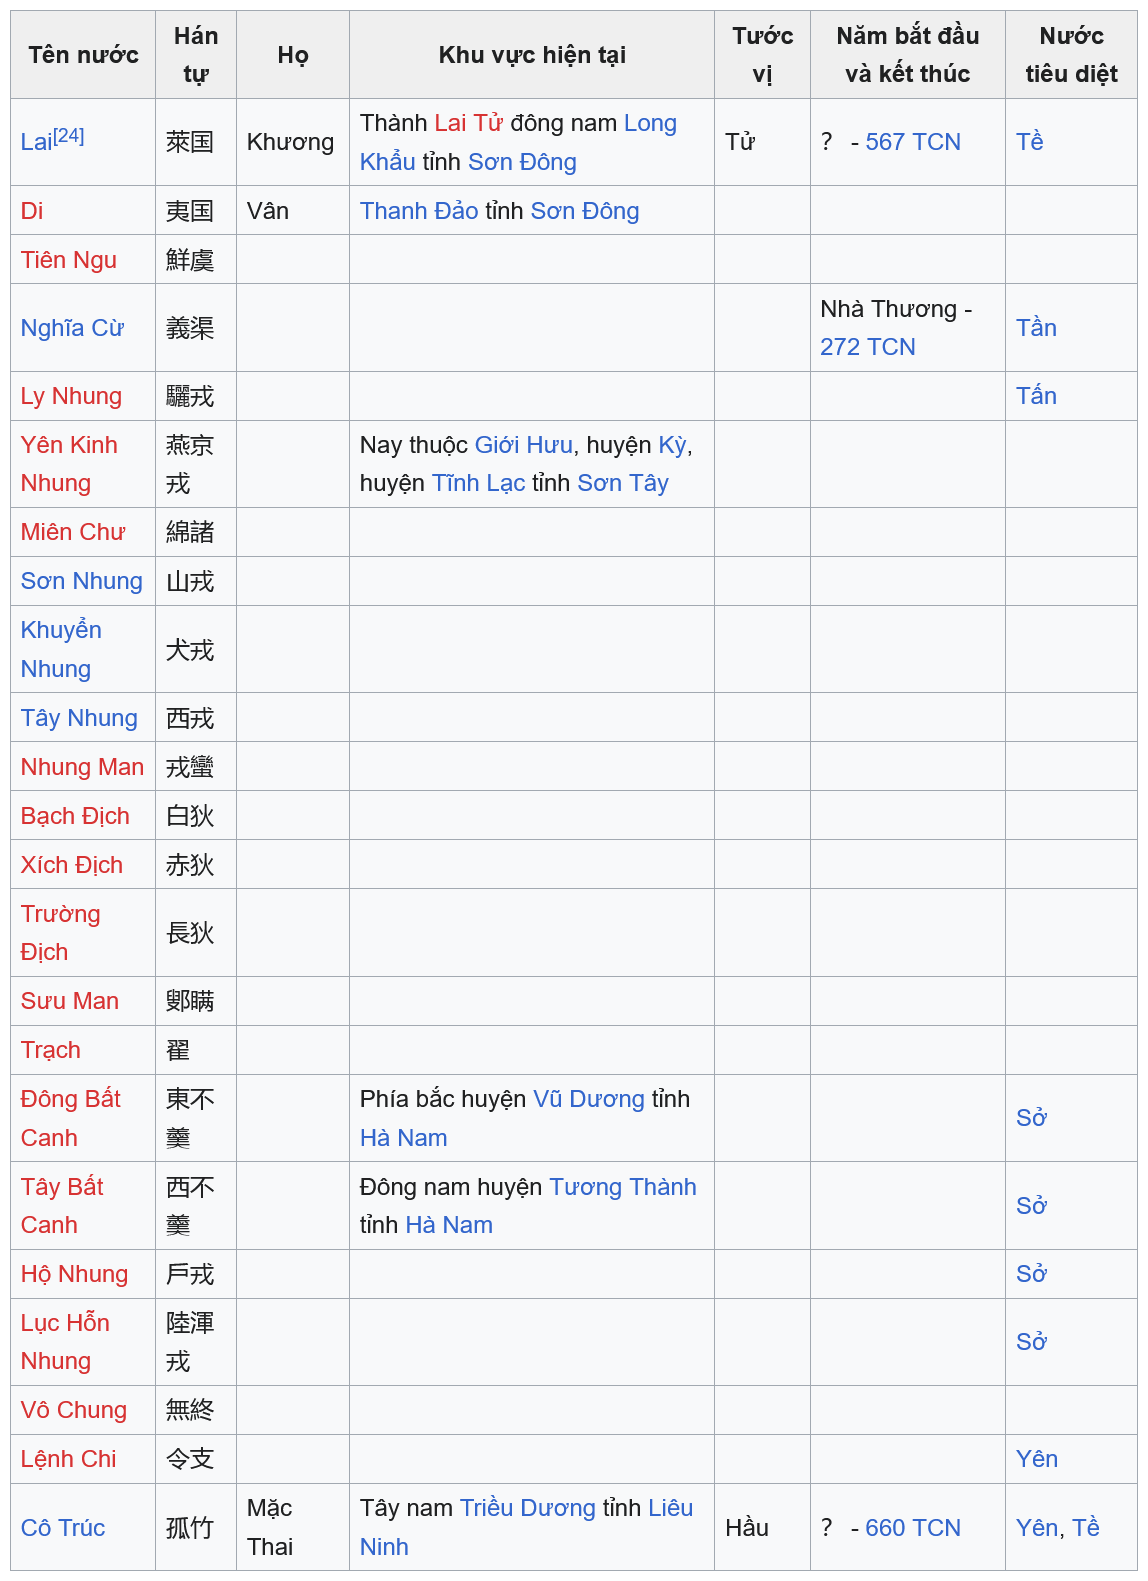 Tên nước Hán tự Họ Khu vực hiện tại Tước vị Năm bắt đầu và kết thúc Nước tiêu diệt
Lai[24] 萊国 Khương Thành Lai Tử đông nam Long Khẩu tỉnh Sơn Đông Tử ? - 567 TCN Tề
Di 夷国 Vân Thanh Đảo tỉnh Sơn Đông
Tiên Ngu 鮮虞
Nghĩa Cừ 義渠 Nhà Thương - 272 TCN Tần
Ly Nhung 驪戎 Tấn
Yên Kinh Nhung 燕京戎 Nay thuộc Giới Hưu, huyện Kỳ, huyện Tĩnh Lạc tỉnh Sơn Tây
Miên Chư 綿諸
Sơn Nhung 山戎
Khuyển Nhung 犬戎
Tây Nhung 西戎
Nhung Man 戎蠻
Bạch Địch 白狄
Xích Địch 赤狄
Trường Địch 長狄
Sưu Man 鄋瞒
Trạch 翟
Đông Bất Canh 東不羹 Phía bắc huyện Vũ Dương tỉnh Hà Nam Sở
Tây Bất Canh 西不羹 Đông nam huyện Tương Thành tỉnh Hà Nam Sở
Hộ Nhung 戶戎 Sở
Lục Hỗn Nhung 陸渾戎 Sở
Vô Chung 無終
Lệnh Chi 令支 Yên
Cô Trúc 孤竹 Mặc Thai Tây nam Triều Dương tỉnh Liêu Ninh Hầu ? - 660 TCN Yên, Tề